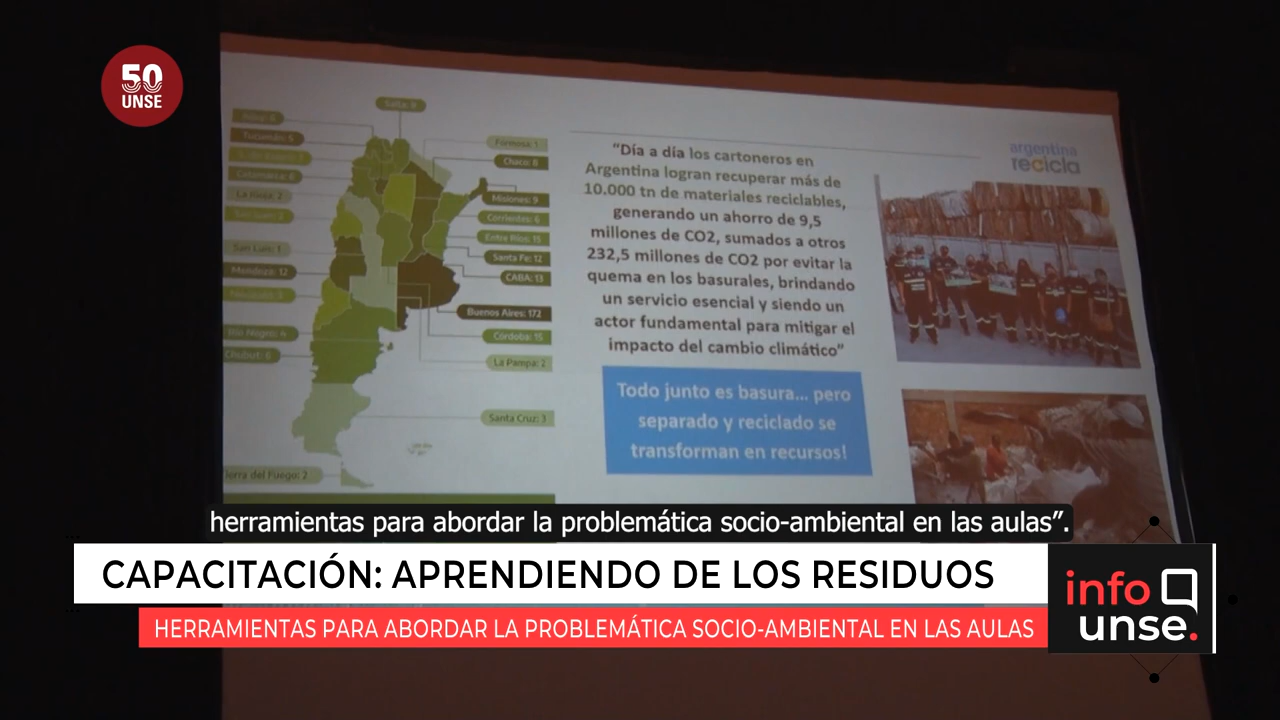 50
UNSE
Salta: 9
Jujuy: 6
Tucumán: 5
Catamarca: 6
La Rioja: 2
San Luis: 1
Mendoza: 12
Río Negro: 4
Chubut: 6
ierra del Fuego: 2
Formosa: 1
Chaco: 8
Misiones: 9
Corrientes: 6
Entre Ríos: 15
Santa Fe: 12
CABA: 13
Buenos Aires: 172
Córdoba: 15
La Pampa: 2
Santa Cruz: 3
“Día a día los cartoneros en
Argentina logran recuperar más de
10.000 tn de materiales reciclables,
generando un ahorro de 9,5
millones de CO2, sumados a otros
232,5 millones de CO2 por evitar la
quema en los basurales, brindando
un servicio esencial y siendo un
actor fundamental para mitigar el
impacto del cambio climático”
Todo junto es basura... pero
separado y reciclado se
transforman en recursos!
argentina
recicla
herramientas para abordar la problemática socio-ambiental en las aulas”.
CAPACITACIÓN: APRENDIENDO DE LOS RESIDUOS
HERRAMIENTAS PARA ABORDAR LA PROBLEMÁTICA SOCIO-AMBIENTAL EN LAS AULAS
info
unse.